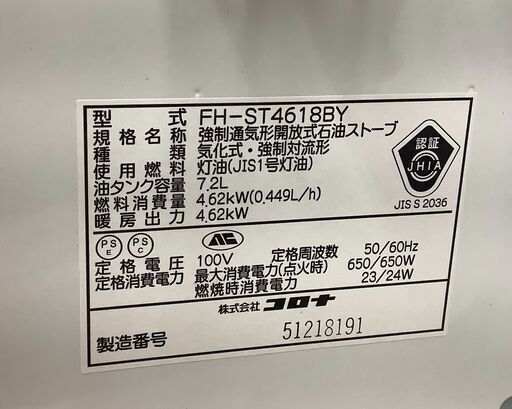 型式 FH-ST4618BY
規格名称 強制通気形開放式石油ストーブ
種類 気化式・強制対流形
使用燃料 灯油(JIS1号灯油)
油タンク容量 7.2L
燃料消費量 4.62kW(0.449L/h)
暖房出力 4.62kW
認証
JHIA
JIS S 2036
PS E PS C
定格電圧 100V 定格周波数 50/60Hz
定格消費電力 最大消費電力(点火時) 650/650W
燃焼時消費電力 23/24W
株式会社 コロナ
製造番号 51218191